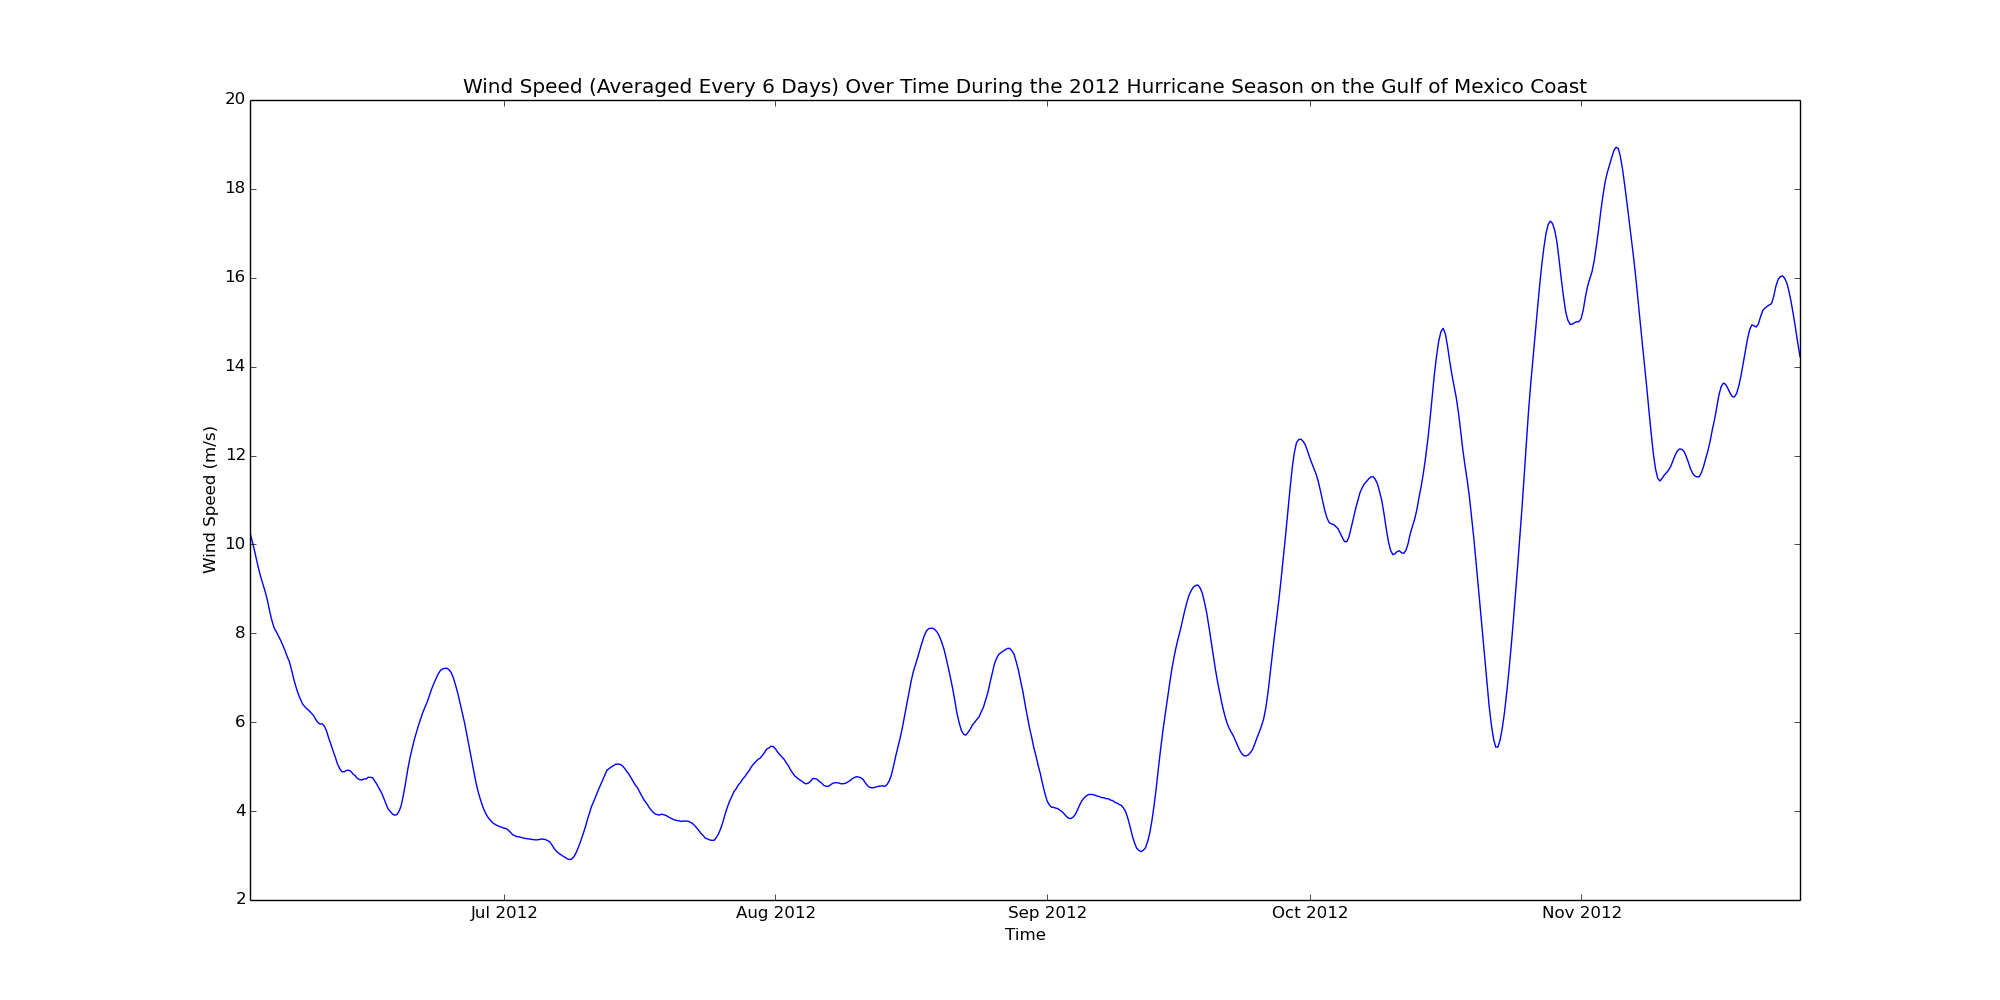 Wind Speed (Averaged Every 6 Days) Over Time During the 2012 Hurricane Season on the Gulf of Mexico Coast
20
18
16
14
12
10
8
6
4
2
Wind Speed (m/s)
Jul 2012 Aug 2012 Sep 2012 Oct 2012 Nov 2012
Time